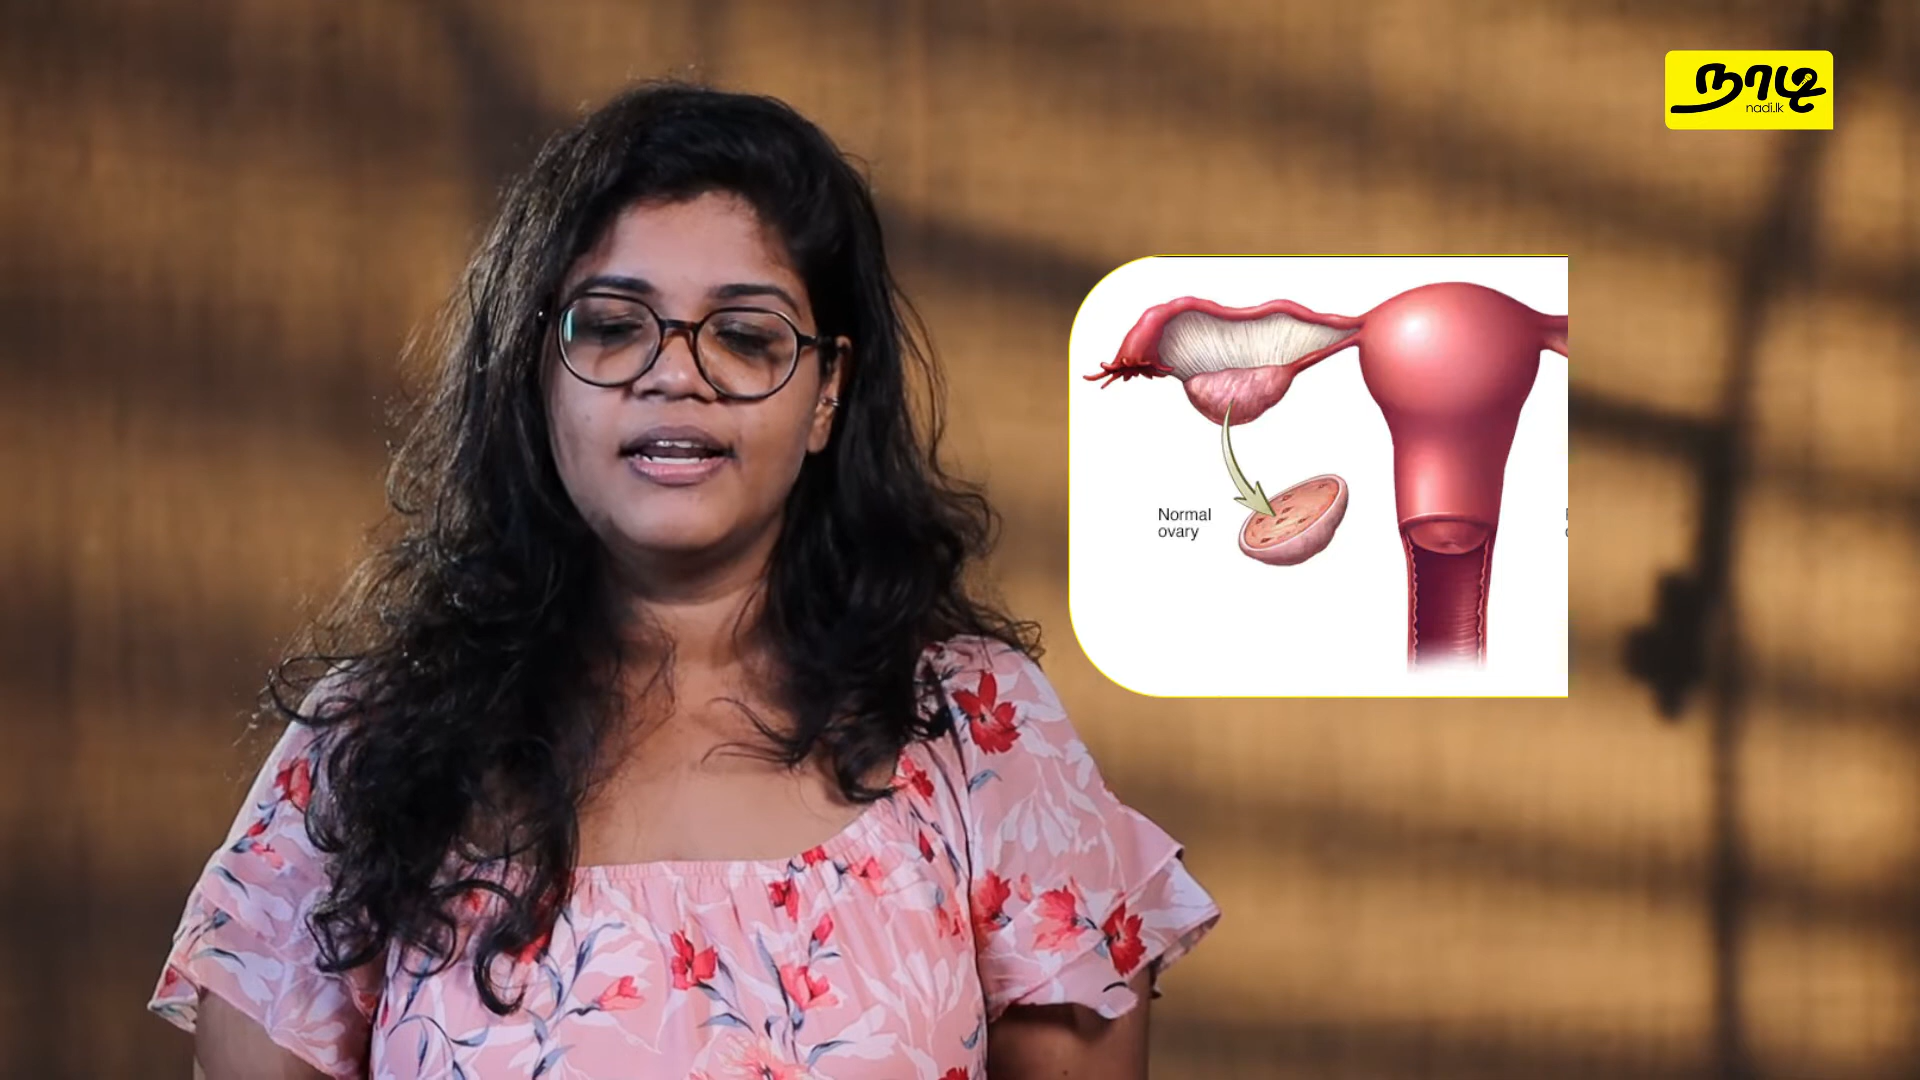 நாடி
nadi.lk
Normal
ovary